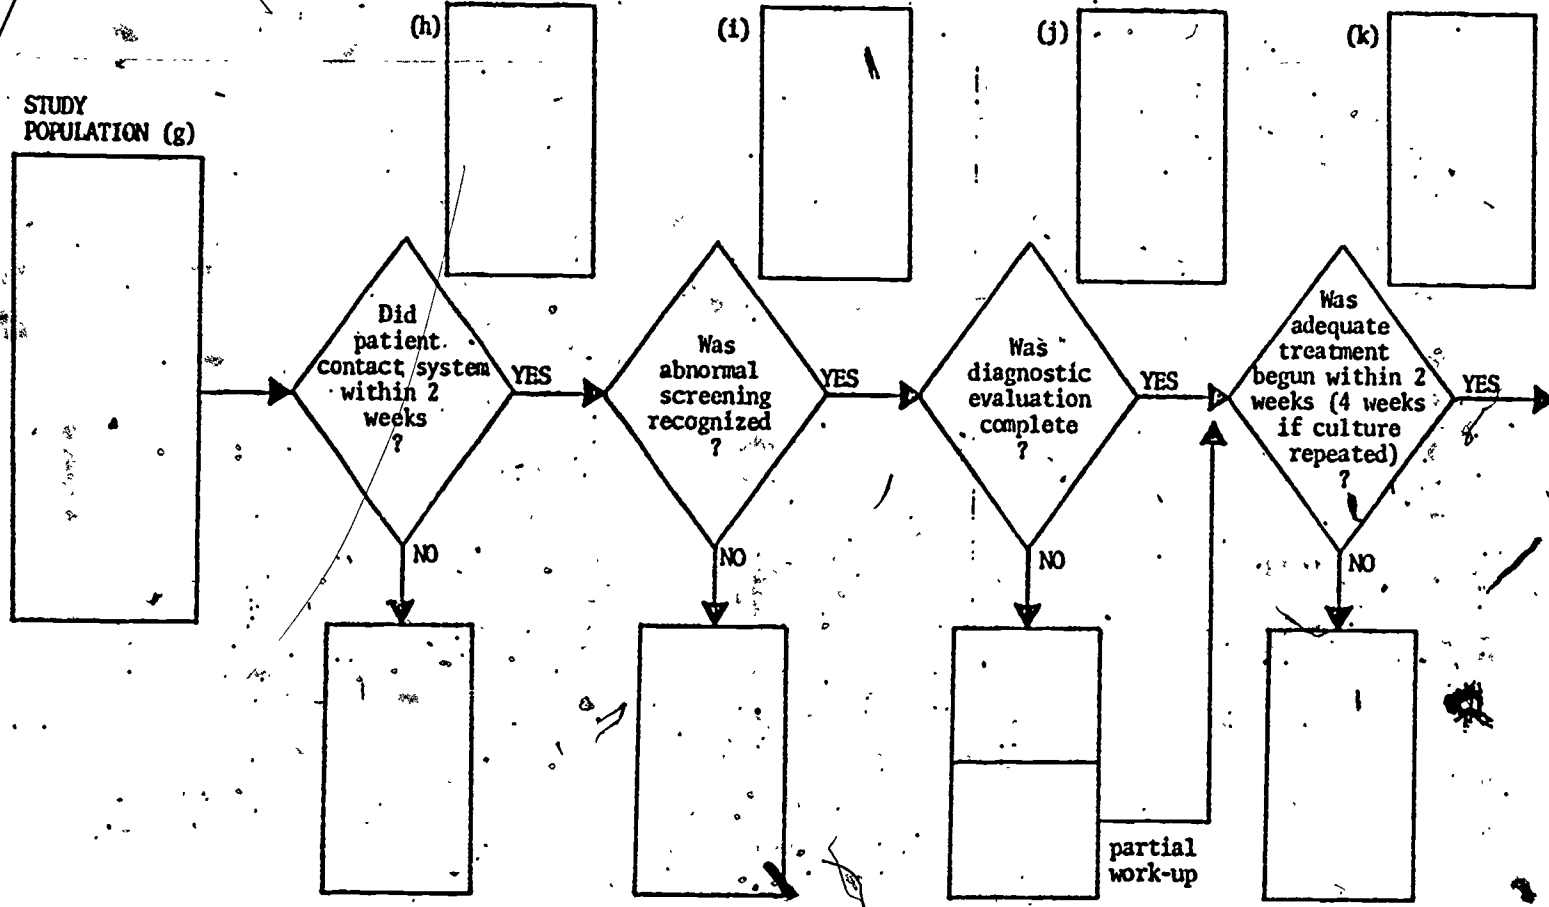 (h)
(i)
(j)
(k)
STUDY
POPULATION (g)
Did
patient
contact system
within 2
weeks
?
YES
NO
Was
abnormal
screening
recognized
?
YES
NO
Was
diagnostic
evaluation
complete
?
YES
NO
partial
work-up
Was
adequate
treatment
begun within 2
weeks (4 weeks
if culture
repeated)
?
YES
NO